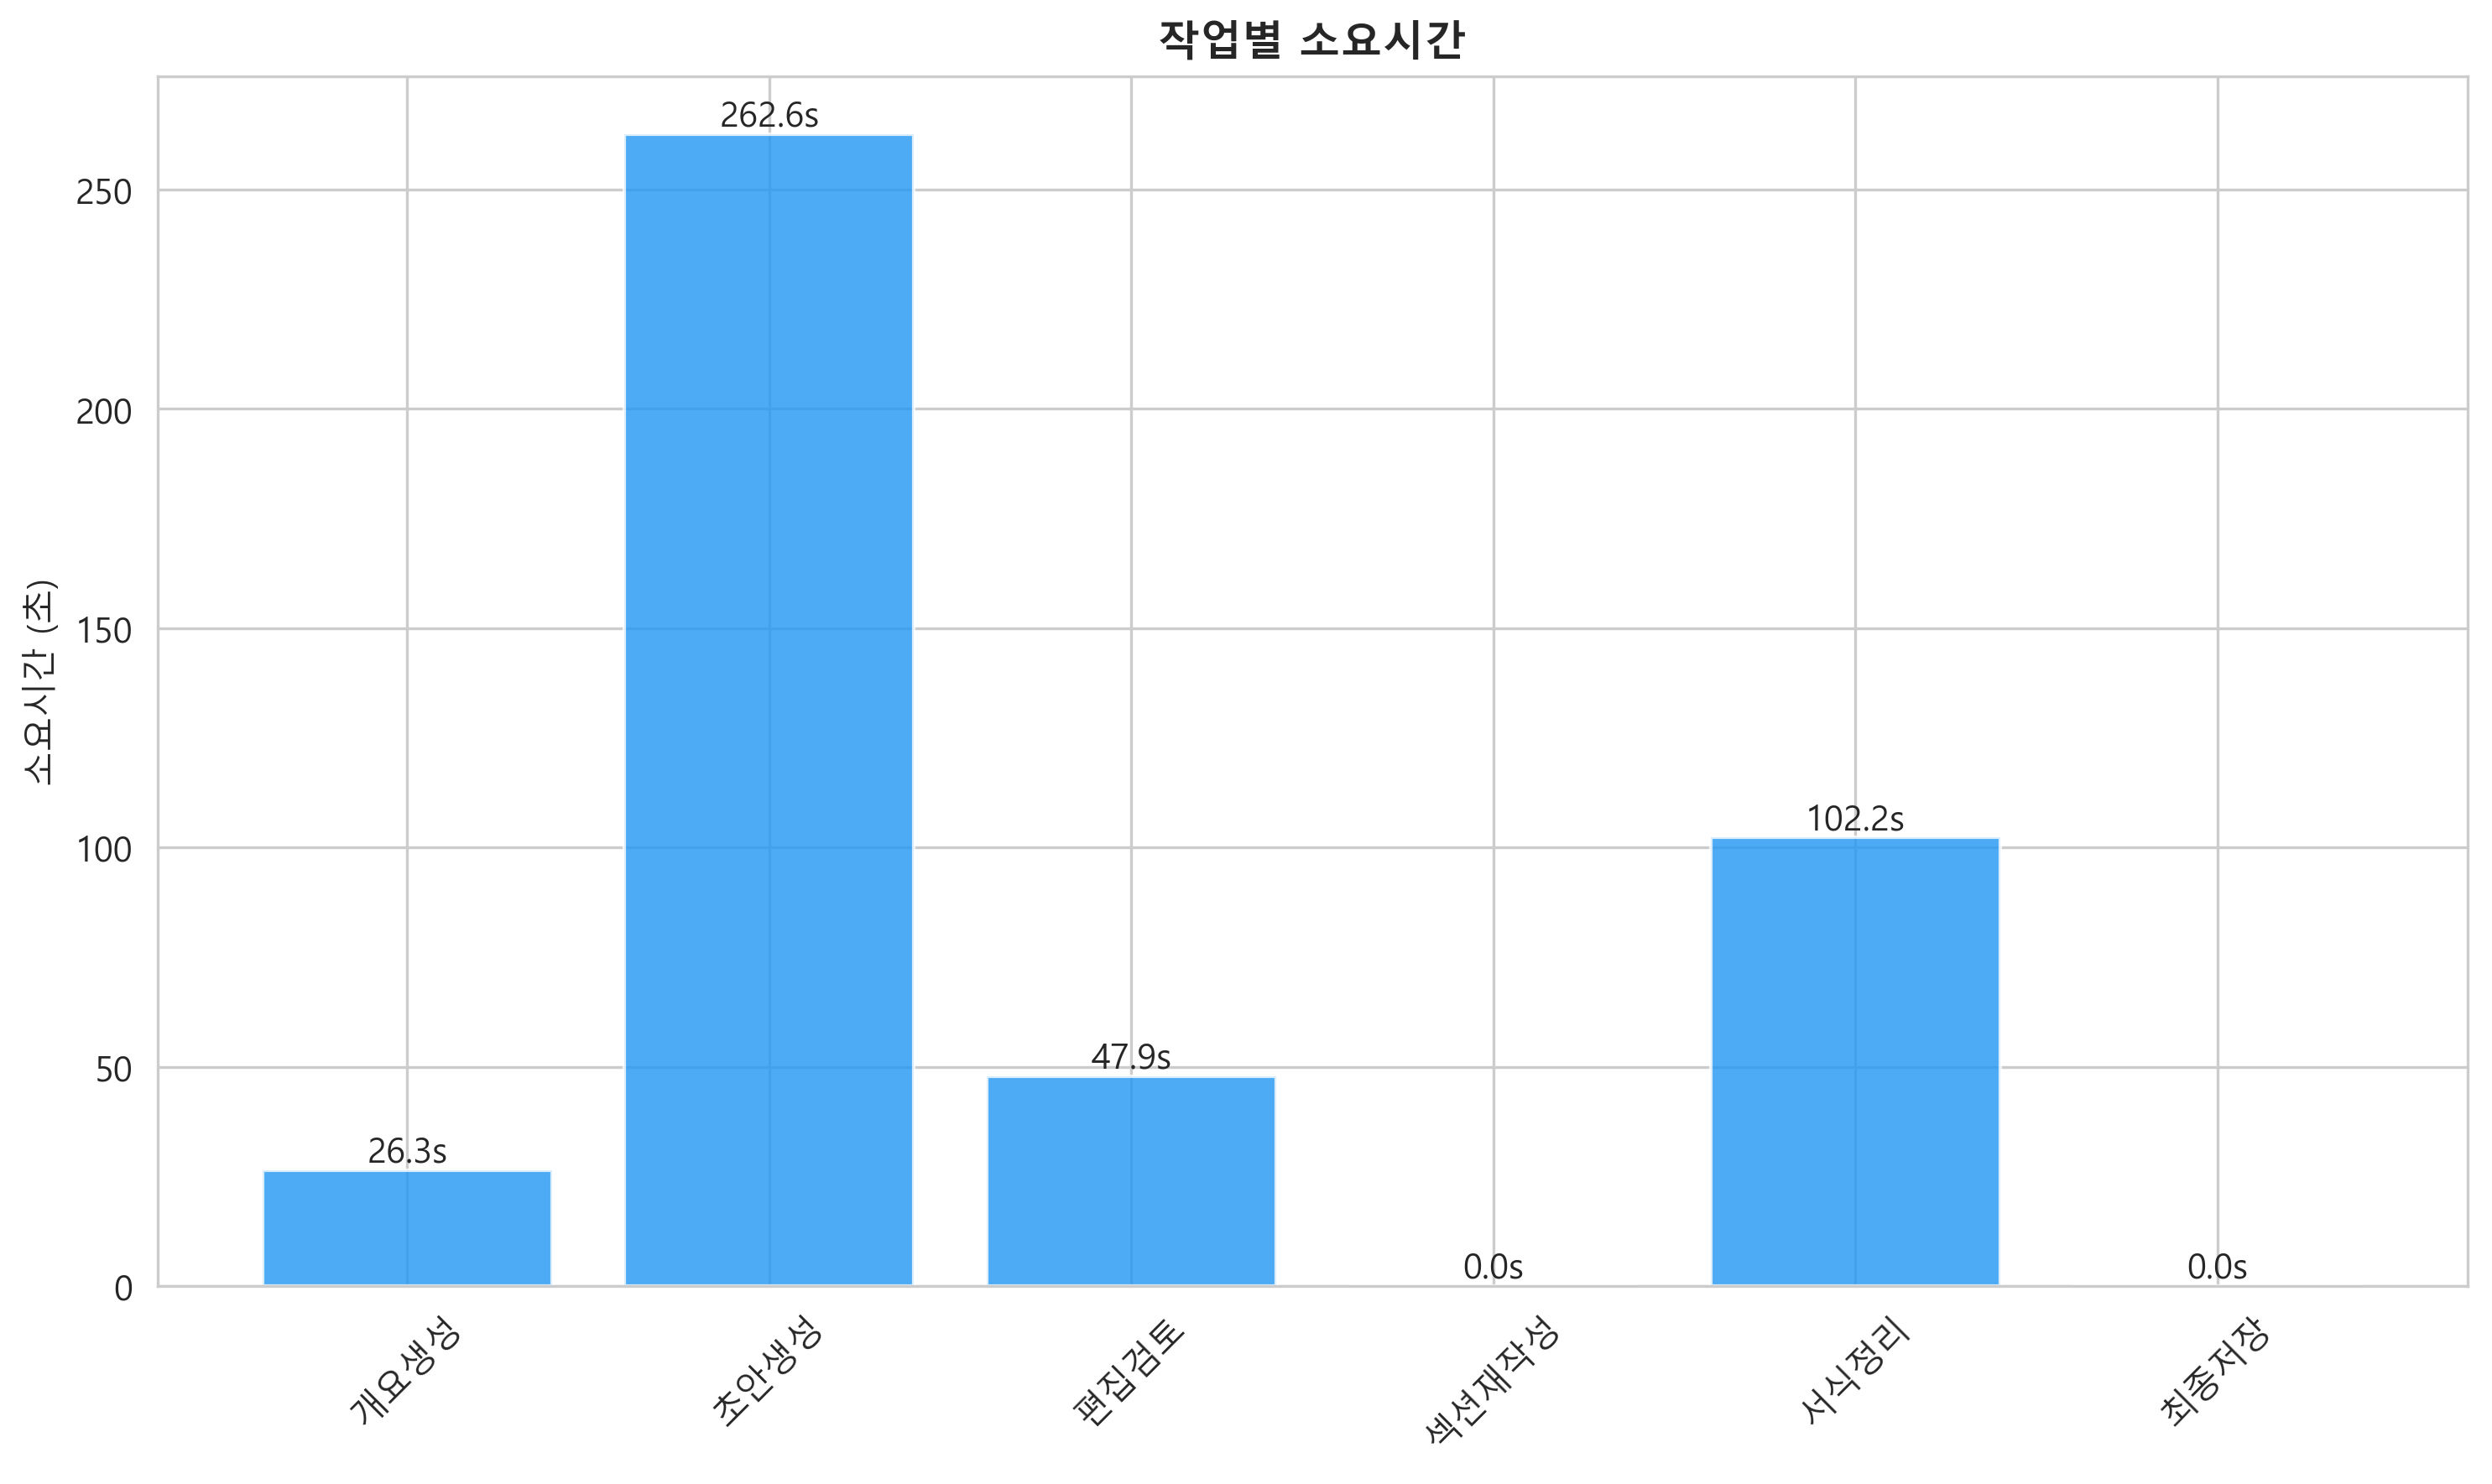 작업별 소요시간
262.6s
250
200
소요시간 (초)
150
102.2s
100
47.9s
50
26.3s
0.0s
0.0s
0
개요생성
초안생성
편집검토
섹션재작성
서식정리
최종저장